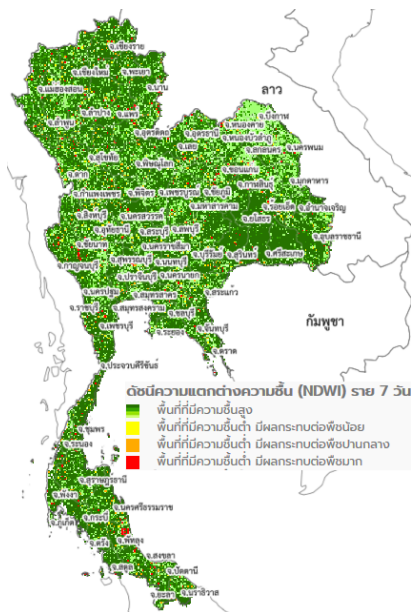 จ.เชียงราย
จ.เชียงใหม่
จ.พะเยา
จ.แม่ฮ่องสอน
จ.น่าน
ลาว
จ.ลำปาง
จ.แพร่
จ.ลำพูน
จ.อุตรดิตถ์
จ.อุดรธานี
จ.หนองคาย
จ.บึงกาฬ
จ.หนองบัวลำภู
จ.เลย
จ.สกลนคร
จ.นครพนม
จ.สุโขทัย
จ.พิษณุโลก
จ.ขอนแก่น
จ.ตาก
จ.กาฬสินธุ์
จ.มุกดาหาร
จ.กำแพงเพชร
จ.พิจิตร
จ.เพชรบูรณ์
จ.ชัยภูมิ
จ.มหาสารคาม
จ.ร้อยเอ็ด
จ.อำนาจเจริญ
จ.สิงหบุรี
จ.นครสวรรค์
จ.ยโสธร
จ.อุทัยธานี
จ.สระบุรี
จ.ลพบุรี
จ.อุบลราชธานี
จ.ชัยนาท
จ.นครราชสีมา
จ.บุรีรัมย์
จ.สุรินทร์
จ.ศรีสะเกษ
จ.กาญจนบุรี
จ.สุพรรณบุรี
จ.นนทบุรี
จ.ปราจีนบุรี
จ.นครนายก
จ.นครปฐม
จ.สมุทรสาคร
จ.สระแก้ว
จ.ราชบุรี
จ.สมุทรสงคราม
จ.ชลบุรี
กัมพูชา
จ.เพชรบุรี
จ.ระยอง
จ.จันทบุรี
จ.ตราด
จ.ประจวบคีรีขันธ์
ดัชนีความแตกต่างความชื้น (NDWI) ราย 7 วัน
พื้นที่ที่มีความชื้นสูง
พื้นที่ที่มีความชื้นต่ำ มีผลกระทบต่อพืชน้อย
พื้นที่ที่มีความชื้นต่ำ มีผลกระทบต่อพืชปานกลาง
พื้นที่ที่มีความชื้นต่ำ มีผลกระทบต่อพืชมาก
จ.ชุมพร
จ.ระนอง
จ.สุราษฎรธานี
จ.พังงา
จ.นครศรีธรรมราช
จ.กระบี่
จ.ภูเก็ต
จ.ตรัง
จ.พัทลุง
จ.สงขลา
จ.สตูล
จ.ปัตตานี
จ.ยะลา
จ.นราธิวาส